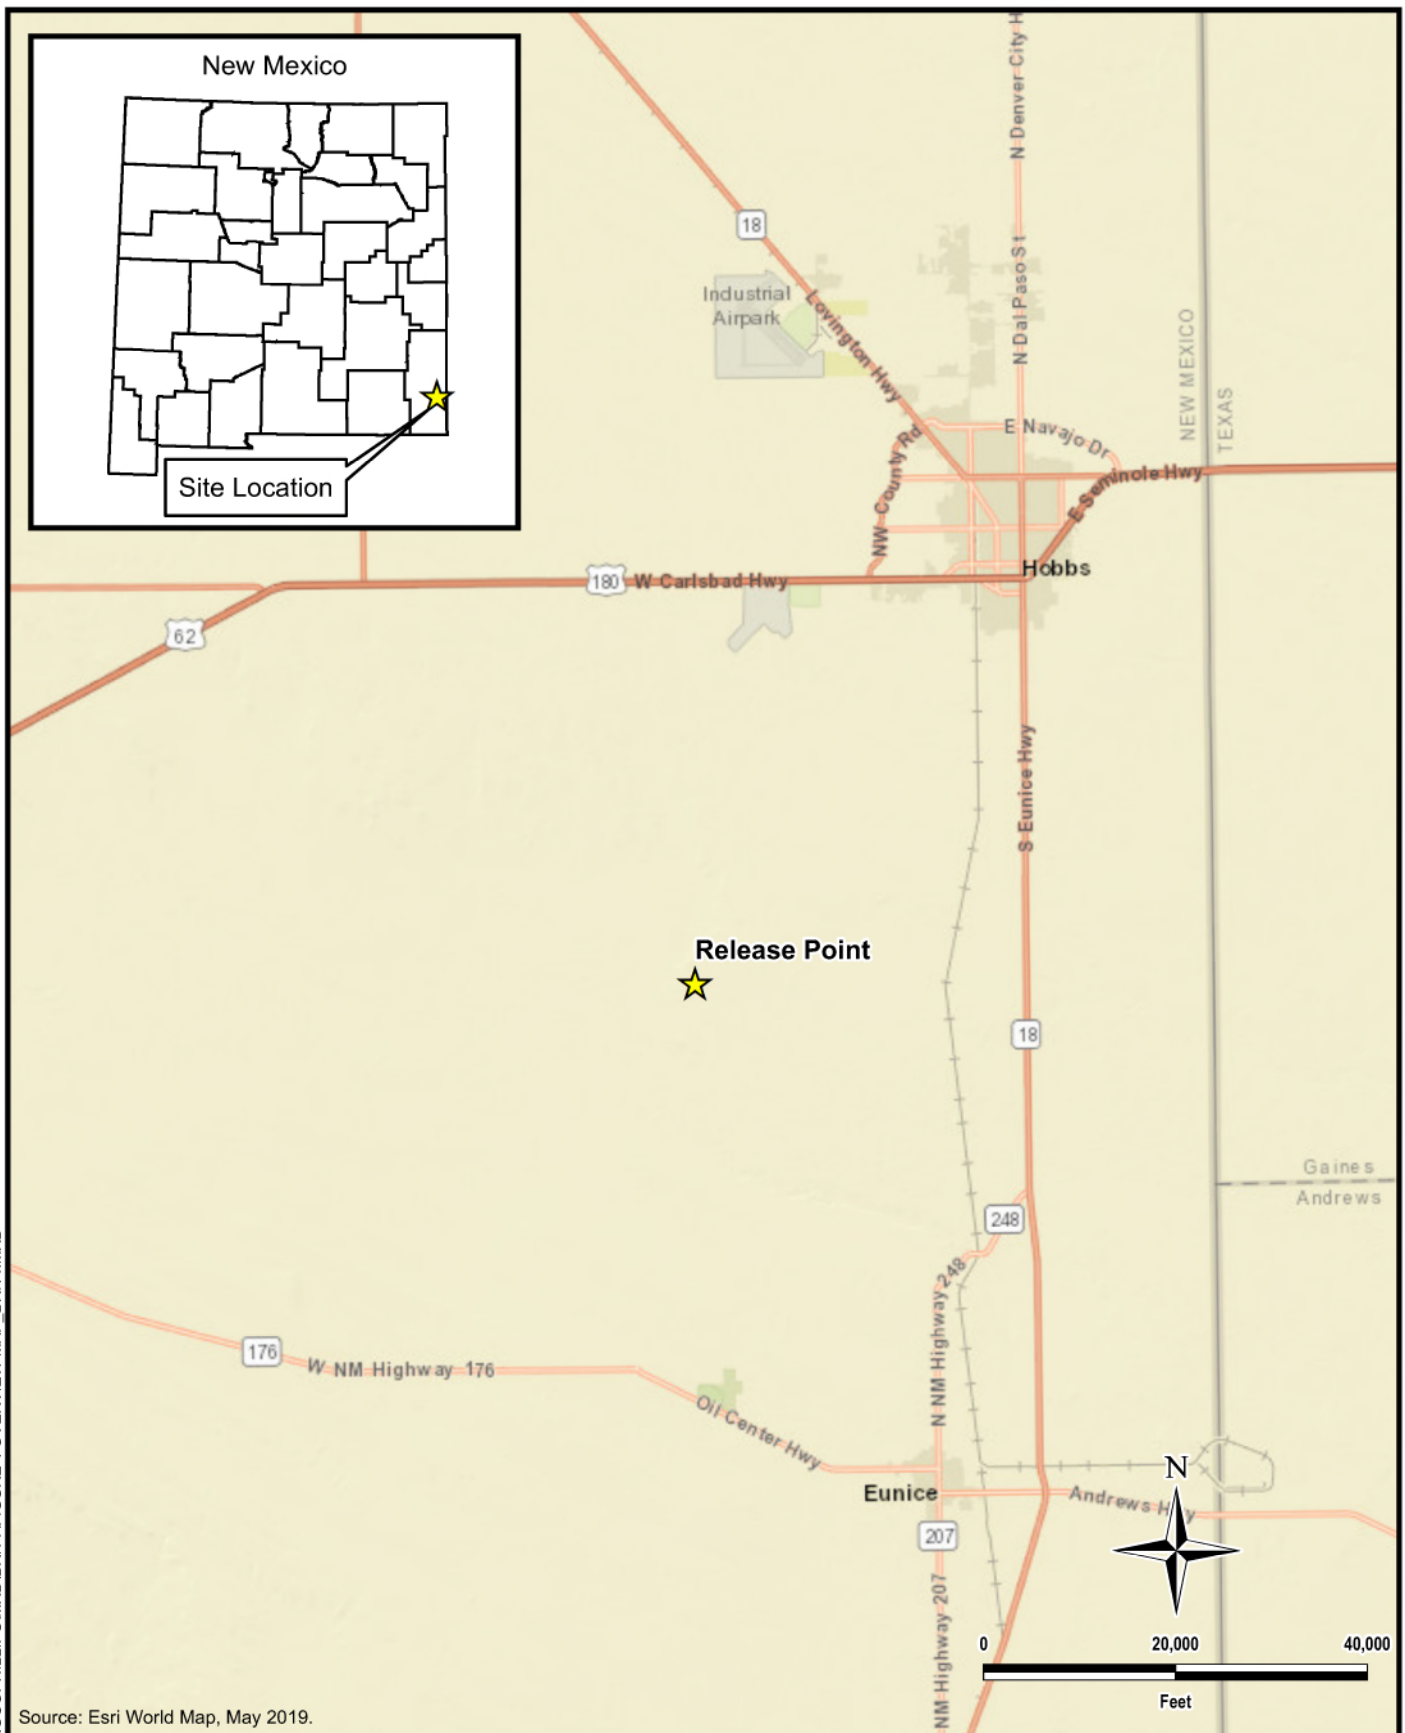 New Mexico
Site Location
N Denver City H
18
Industrial
Airpark
Lovington Hwy
N Dal Paso St
NEW MEXICO
TEXAS
NW County Rd
E Navajo Dr
E Seminole Hwy
180
W Carlsbad Hwy
Hobbs
62
S Eunice Hwy
Release Point
18
Gaines
Andrews
248
N NM Highway 248
176
W NM Highway 176
Oil Center Hwy
Eunice
Andrews Hwy
N
207
NM Highway 207
0
20,000
40,000
Feet
Source: Esri World Map, May 2019.